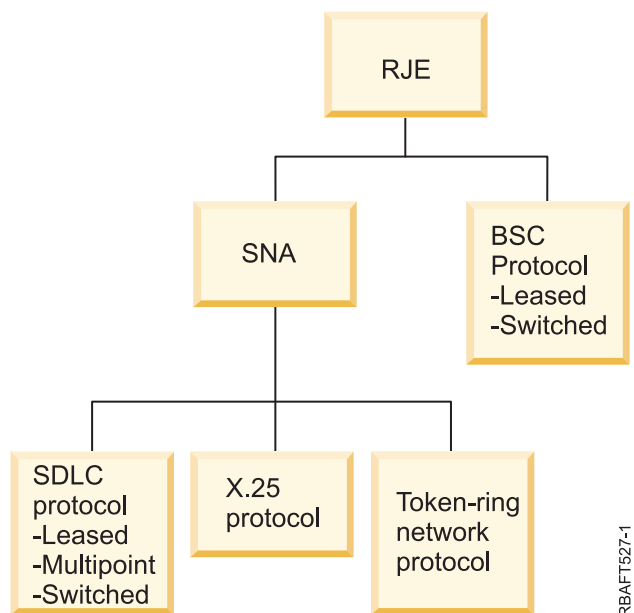 RJE
SNA
BSC
Protocol
-Leased
-Switched
SDLC
protocol
-Leased
-Multipoint
-Switched
X.25
protocol
Token-ring
network
protocol
RBAFT527-1